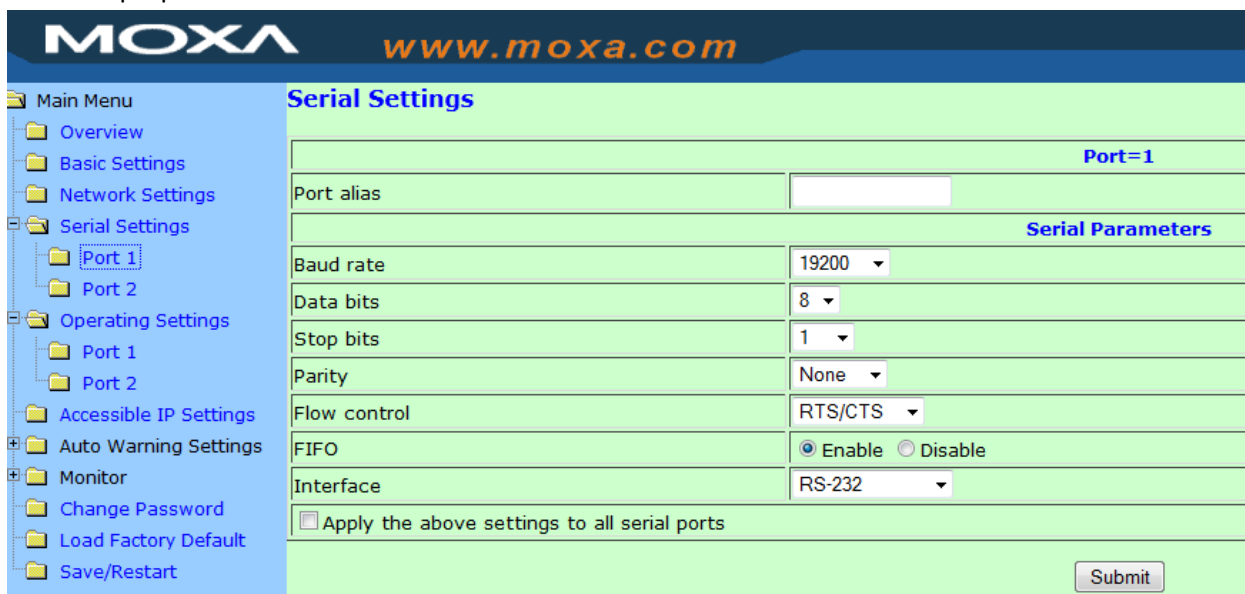 MOXA www.moxa.com
Main Menu
Overview
Basic Settings
Network Settings
Serial Settings
Port 1
Port 2
Operating Settings
Port 1
Port 2
Accessible IP Settings
Auto Warning Settings
Monitor
Change Password
Load Factory Default
Save/Restart
Serial Settings
Port=1
Port alias
Serial Parameters
Baud rate 19200
Data bits 8
Stop bits 1
Parity None
Flow control RTS/CTS
FIFO Enable Disable
Interface RS-232
Apply the above settings to all serial ports
Submit